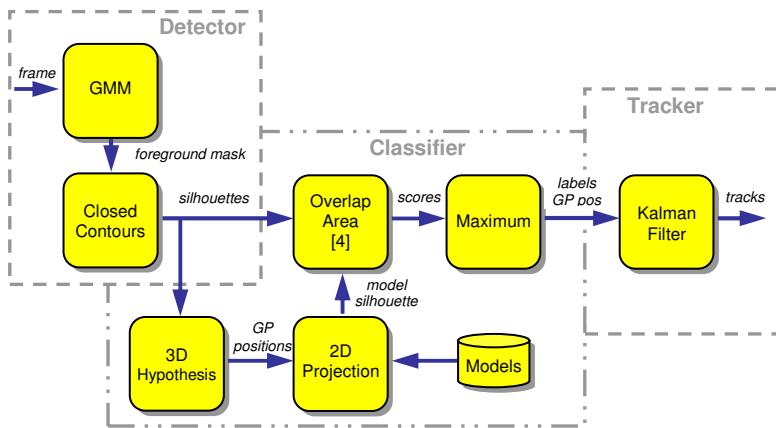 Detector
frame
GMM
foreground mask
Closed
Contours
silhouettes
Classifier
Overlap
Area
[4]
scores
Maximum
labels
GP pos
Tracker
Kalman
Filter
tracks
model
silhouette
3D
Hypothesis
GP
positions
2D
Projection
Models